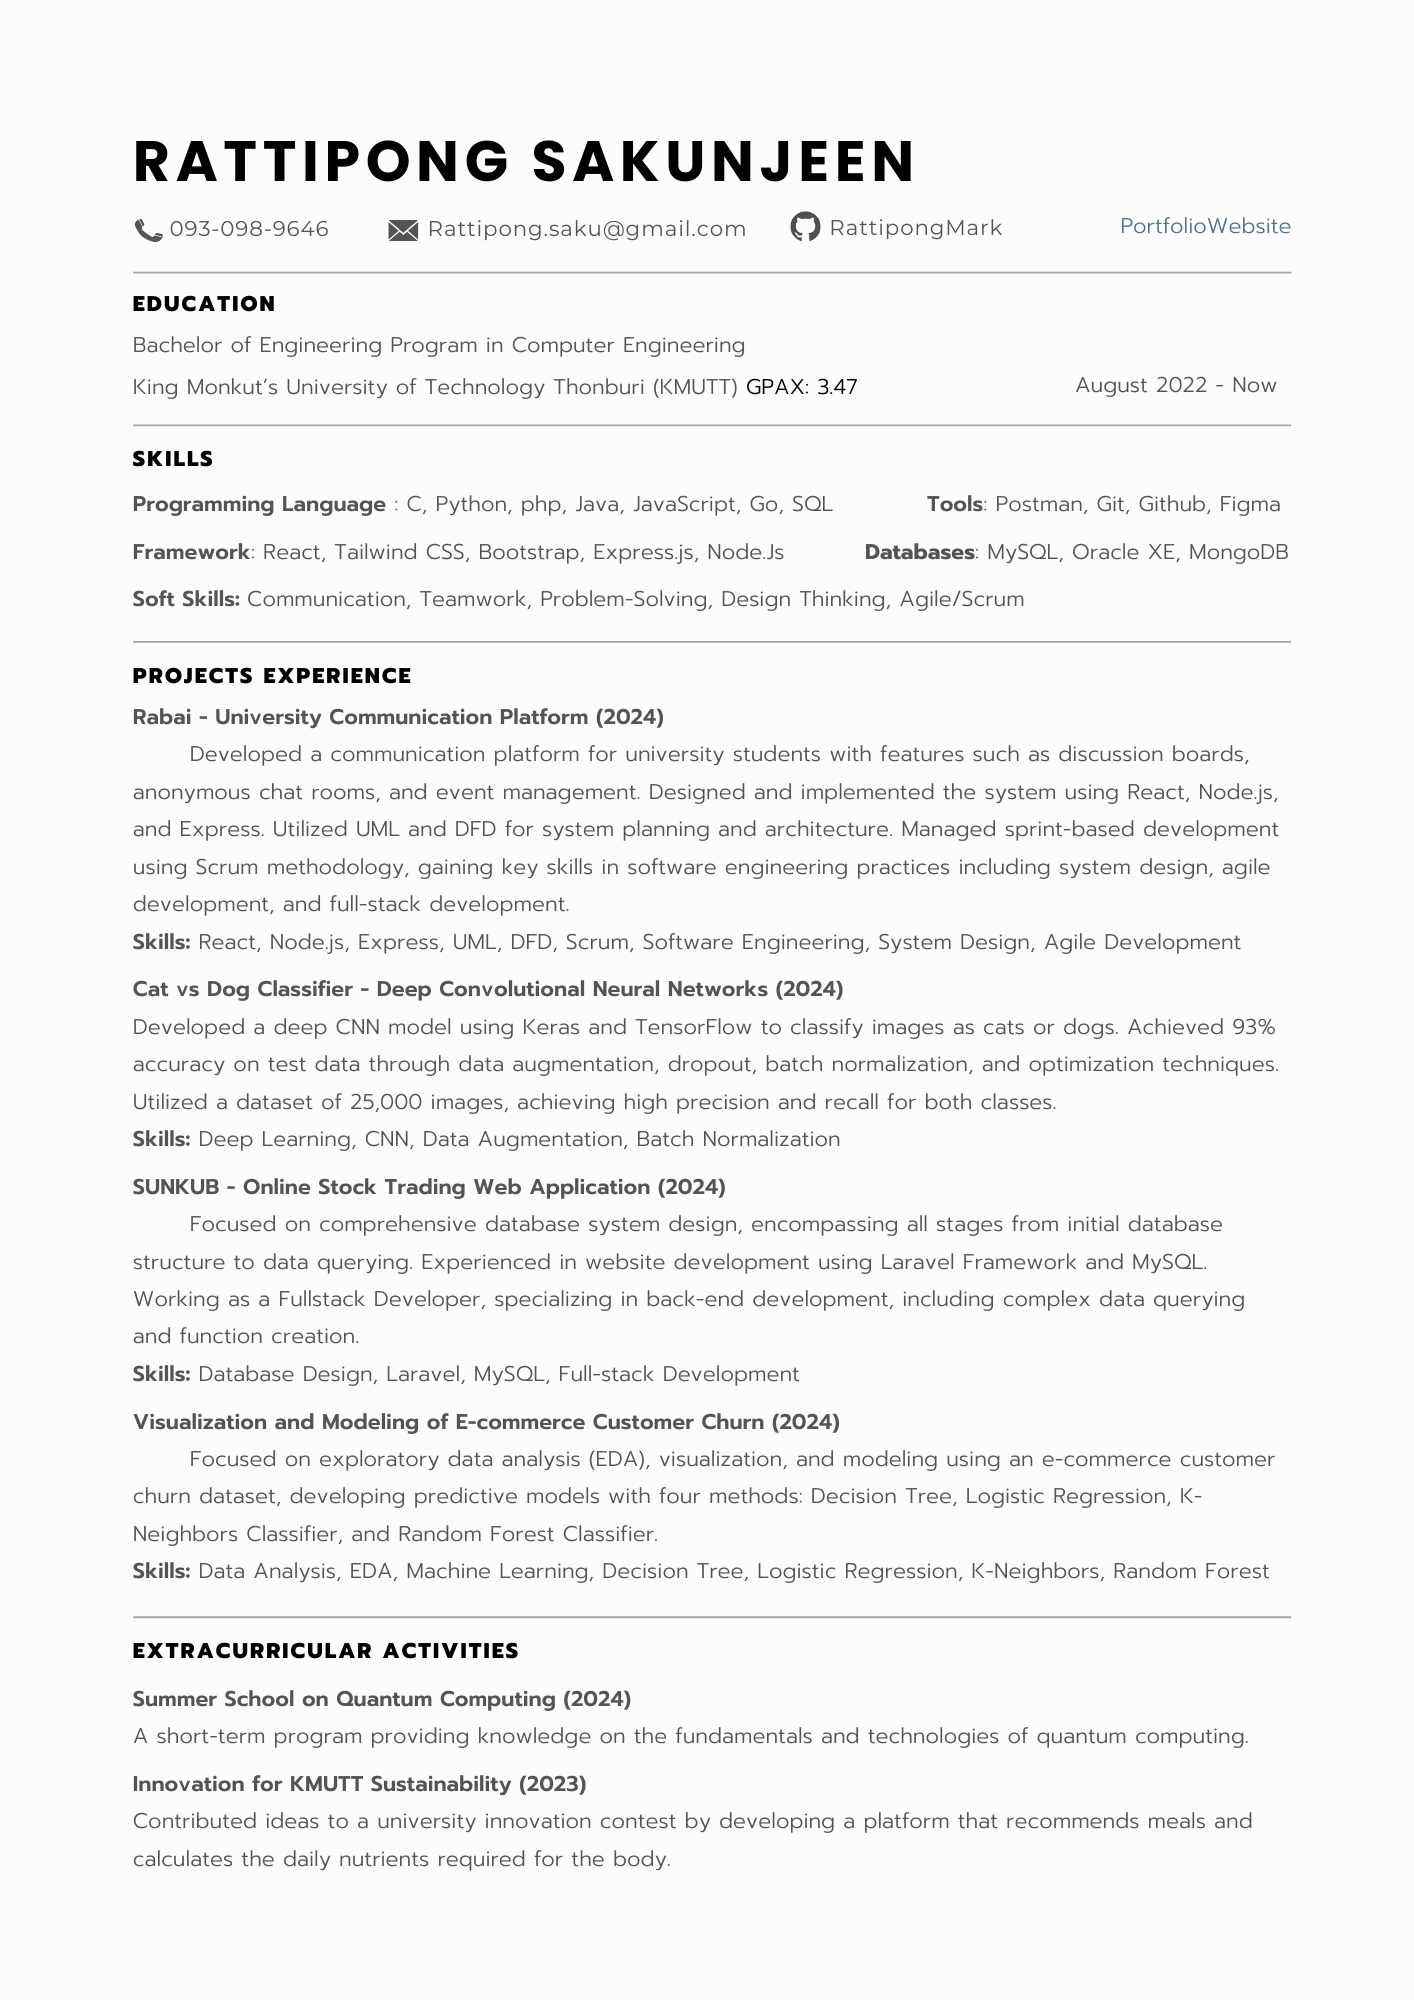 RATTIPONG SAKUNJEEN
093-098-9646 Rattipong.saku@gmail.com RattipongMark PortfolioWebsite
EDUCATION
Bachelor of Engineering Program in Computer Engineering
King Monkut’s University of Technology Thonburi (KMUTT) GPAX: 3.47 August 2022 - Now
SKILLS
Programming Language : C, Python, php, Java, JavaScript, Go, SQL Tools: Postman, Git, Github, Figma
Framework: React, Tailwind CSS, Bootstrap, Express.js, Node.Js Databases: MySQL, Oracle XE, MongoDB
Soft Skills: Communication, Teamwork, Problem-Solving, Design Thinking, Agile/Scrum
PROJECTS EXPERIENCE
Rabai - University Communication Platform (2024)
Developed a communication platform for university students with features such as discussion boards,
anonymous chat rooms, and event management. Designed and implemented the system using React, Node.js,
and Express. Utilized UML and DFD for system planning and architecture. Managed sprint-based development
using Scrum methodology, gaining key skills in software engineering practices including system design, agile
development, and full-stack development.
Skills: React, Node.js, Express, UML, DFD, Scrum, Software Engineering, System Design, Agile Development
Cat vs Dog Classifier - Deep Convolutional Neural Networks (2024)
Developed a deep CNN model using Keras and TensorFlow to classify images as cats or dogs. Achieved 93%
accuracy on test data through data augmentation, dropout, batch normalization, and optimization techniques.
Utilized a dataset of 25,000 images, achieving high precision and recall for both classes.
Skills: Deep Learning, CNN, Data Augmentation, Batch Normalization
SUNKUB - Online Stock Trading Web Application (2024)
Focused on comprehensive database system design, encompassing all stages from initial database
structure to data querying. Experienced in website development using Laravel Framework and MySQL.
Working as a Fullstack Developer, specializing in back-end development, including complex data querying
and function creation.
Skills: Database Design, Laravel, MySQL, Full-stack Development
Visualization and Modeling of E-commerce Customer Churn (2024)
Focused on exploratory data analysis (EDA), visualization, and modeling using an e-commerce customer
churn dataset, developing predictive models with four methods: Decision Tree, Logistic Regression, K-
Neighbors Classifier, and Random Forest Classifier.
Skills: Data Analysis, EDA, Machine Learning, Decision Tree, Logistic Regression, K-Neighbors, Random Forest
EXTRACURRICULAR ACTIVITIES
Summer School on Quantum Computing (2024)
A short-term program providing knowledge on the fundamentals and technologies of quantum computing.
Innovation for KMUTT Sustainability (2023)
Contributed ideas to a university innovation contest by developing a platform that recommends meals and
calculates the daily nutrients required for the body.